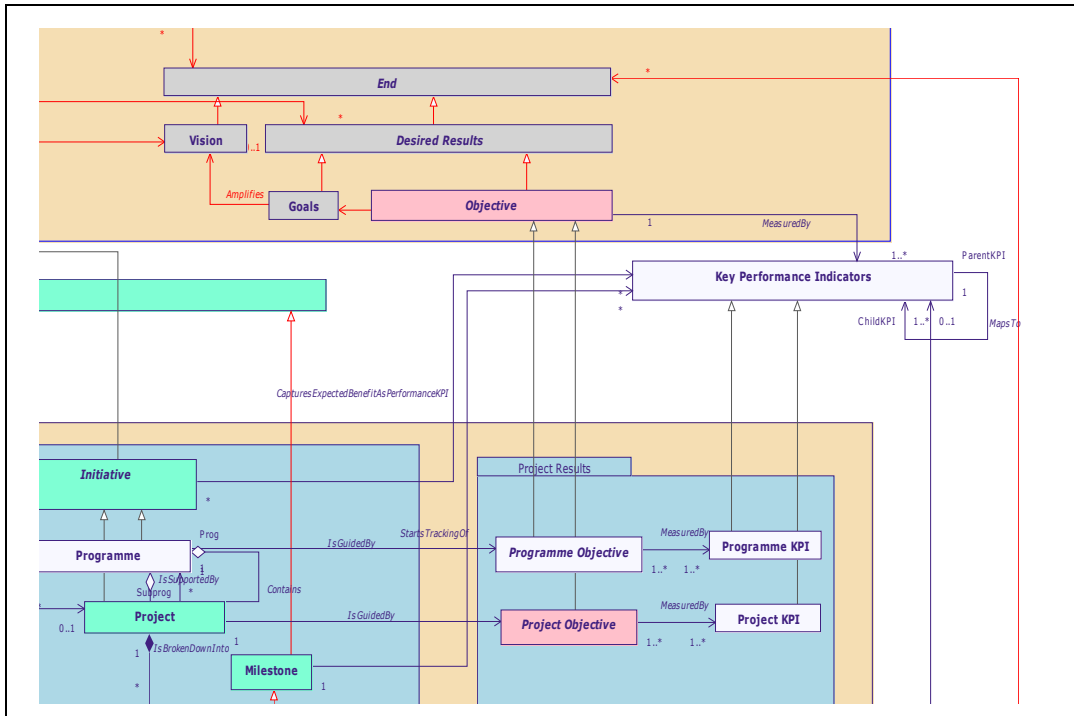 *
End
*
*
Vision
0..1
Desired Results
Amplifies
Goals
Objective
1
MeasuredBy
1..*
ParentKPI
Key Performance Indicators
*
*
1
ChildKPI
1..*
0..1
MapsTo
CapturesExpectedBenefitAsPerformanceKPI
Initiative
*
Project Results
Prog
StartsTrackingOf
IsGuidedBy
MeasuredBy
Programme
Programme Objective
Programme KPI
1
1..*
1..*
IsSupportedBy
Subprog
*
Contains
*
Project
IsGuidedBy
MeasuredBy
Project Objective
Project KPI
0..1
1
1
IsBrokenDownInto
1..*
1..*
Milestone
*
1